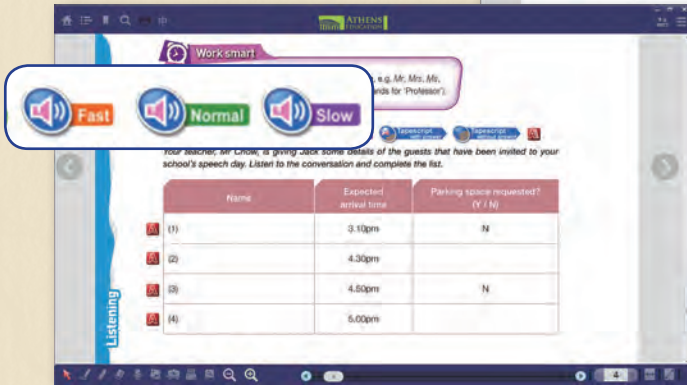 ATHENS
EDUCATION
Work smart
, e.g. Mr, Mrs, Ms,
nds for 'Professor').
Fast
Normal
Slow
Tapescript
Tapescript
Your teacher, Mr Chow, is giving Jack some details of the guests that have been invited to your
school's speech day. Listen to the conversation and complete the list.
Name
Expected
arrival time
Parking space requested?
(Y / N)
(1)
3.10pm
N
(2)
4.30pm
(3)
4.50pm
N
(4)
5.00pm
Listening
4